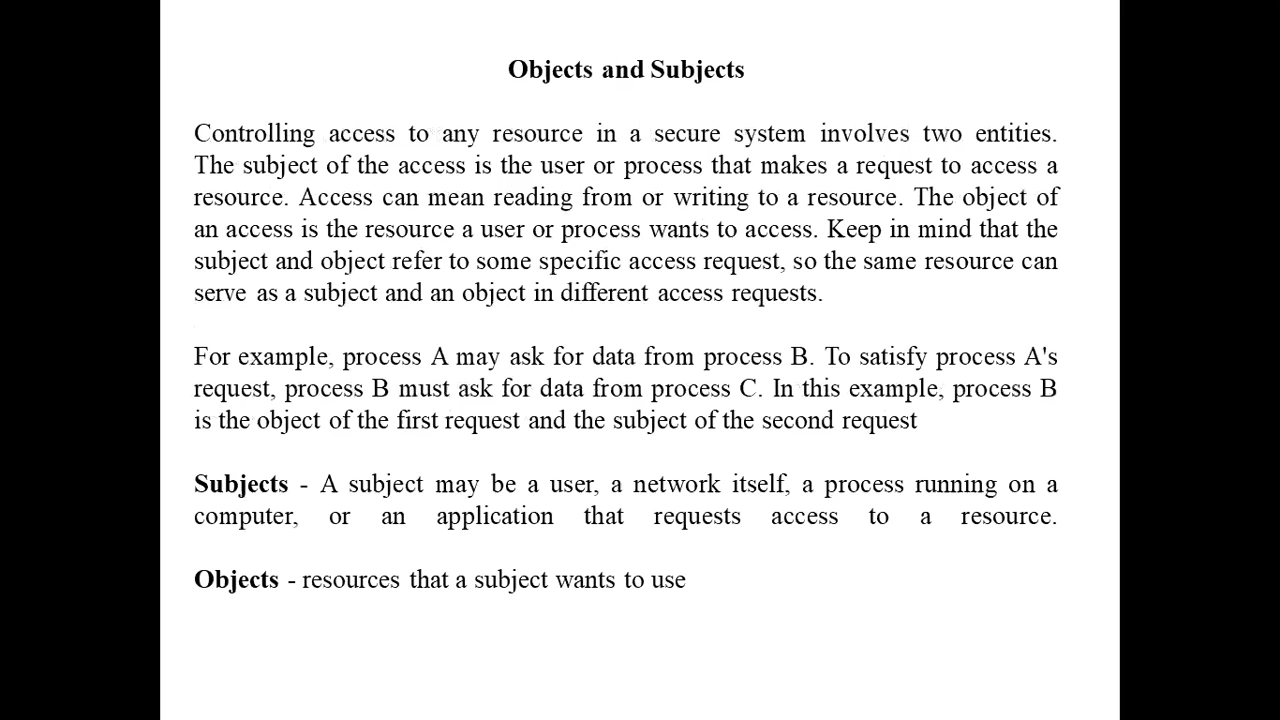 Objects and Subjects
Controlling access to any resource in a secure system involves two entities.
The subject of the access is the user or process that makes a request to access a
resource. Access can mean reading from or writing to a resource. The object of
an access is the resource a user or process wants to access. Keep in mind that the
subject and object refer to some specific access request, so the same resource can
serve as a subject and an object in different access requests.
For example, process A may ask for data from process B. To satisfy process A's
request, process B must ask for data from process C. In this example, process B
is the object of the first request and the subject of the second request
Subjects - A subject may be a user, a network itself, a process running on a
computer, or an application that requests access to a resource.
Objects - resources that a subject wants to use